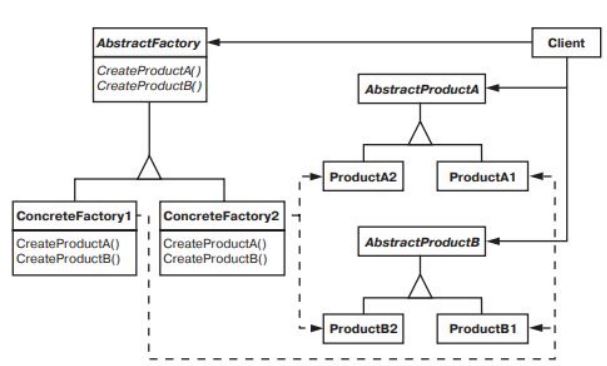 AbstractFactory
CreateProductA()
CreateProductB()
Client
AbstractProductA
ProductA2
ProductA1
ConcreteFactory1
CreateProductA()
CreateProductB()
ConcreteFactory2
CreateProductA()
CreateProductB()
AbstractProductB
ProductB2
ProductB1